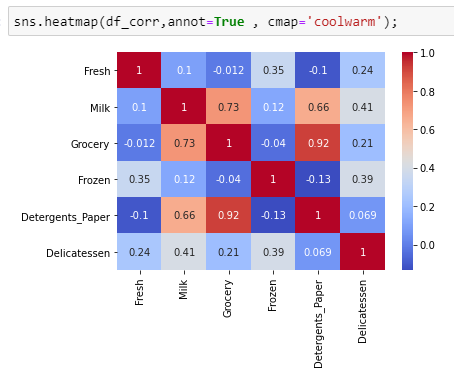 sns.heatmap(df_corr,annot=True , cmap='coolwarm');
1.0
Fresh 1 0.1 -0.012 0.35 -0.1 0.24
Milk 0.1 1 0.73 0.12 0.66 0.41
0.8
Grocery -0.012 0.73 1 -0.04 0.92 0.21
0.6
Frozen 0.35 0.12 -0.04 1 -0.13 0.39
0.4
Detergents_Paper -0.1 0.66 0.92 -0.13 1 0.069
0.2
Delicatessen 0.24 0.41 0.21 0.39 0.069 1
0.0
Fresh
Milk
Grocery
Frozen
Detergents_Paper
Delicatessen